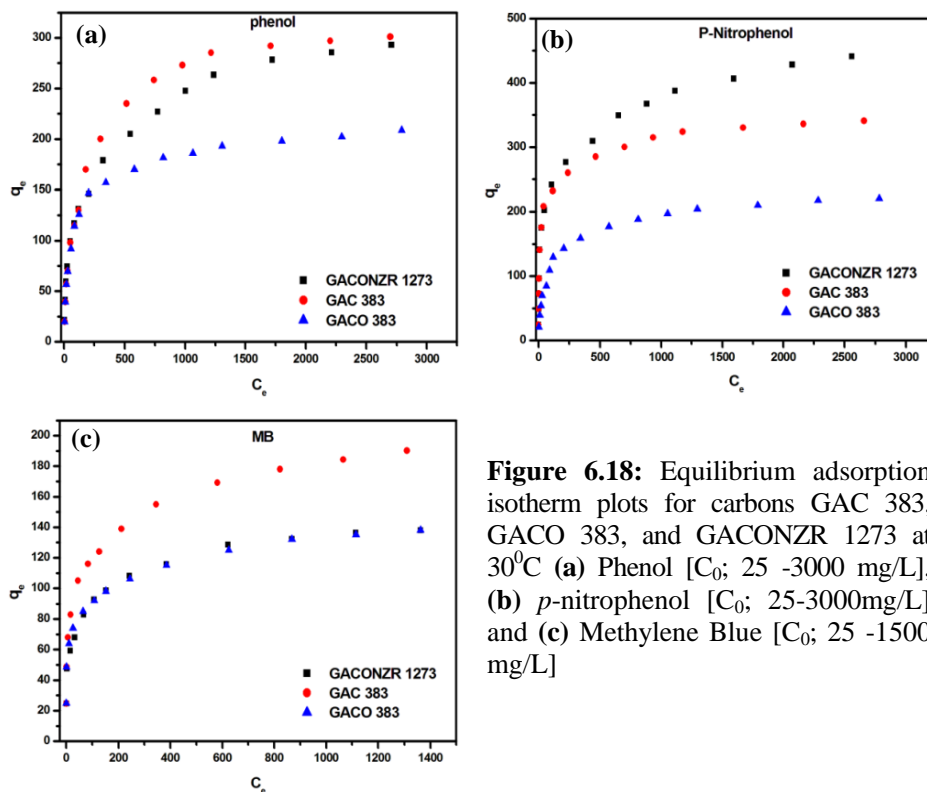 (a)
phenol
300
250
200
150
100
50
0
qe
GACONZR 1273
GAC 383
GACO 383
0 500 1000 1500 2000 2500 3000
Ce
(b)
P-Nitrophenol
500
400
300
200
100
0
qe
GACONZR 1273
GAC 383
GACO 383
0 500 1000 1500 2000 2500 3000
Ce
(c)
MB
200
180
160
140
120
100
80
60
40
20
0
qe
GACONZR 1273
GAC 383
GACO 383
0 200 400 600 800 1000 1200 1400
Ce
Figure 6.18: Equilibrium adsorption
isotherm plots for carbons GAC 383,
GACO 383, and GACONZR 1273 at
30⁰C (a) Phenol [C₀; 25 -3000 mg/L],
(b) p-nitrophenol [C₀; 25-3000mg/L]
and (c) Methylene Blue [C₀; 25 -1500
mg/L]